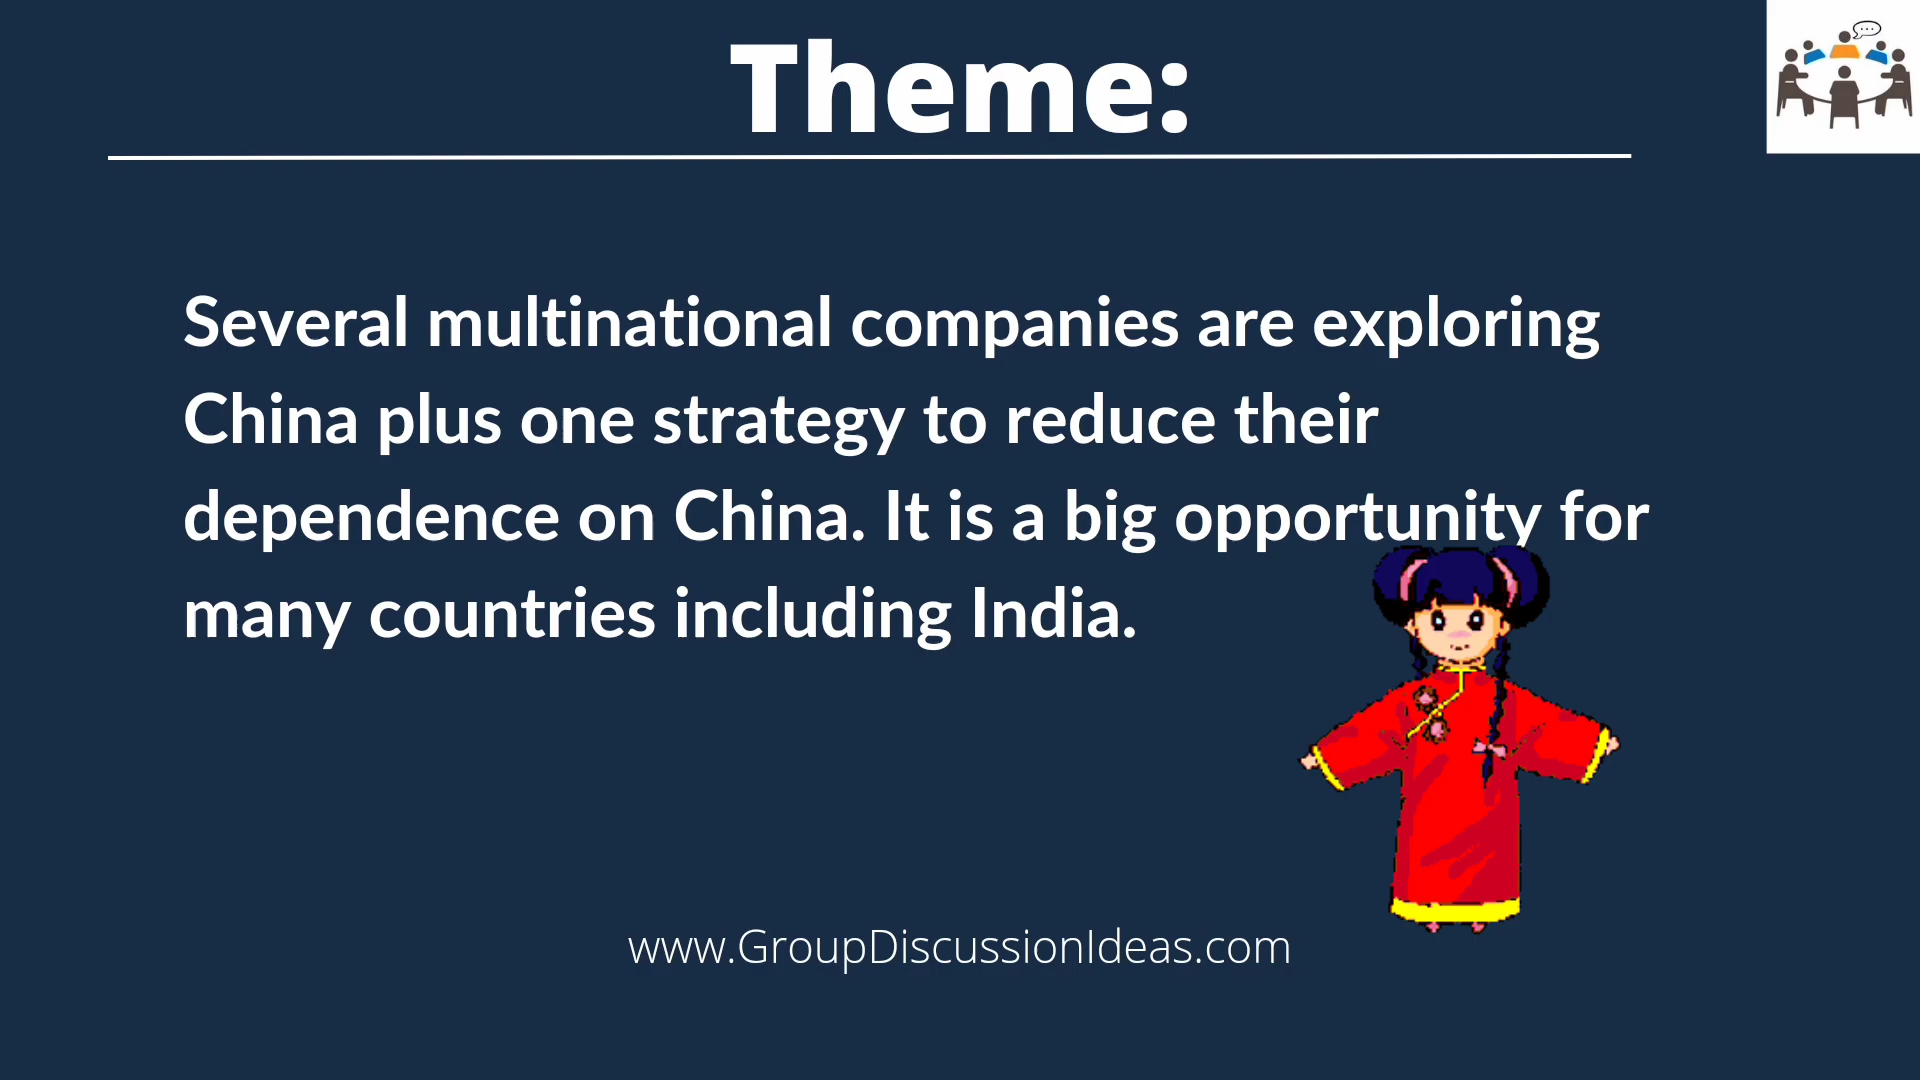 Theme:
Several multinational companies are exploring
China plus one strategy to reduce their
dependence on China. It is a big opportunity for
many countries including India.
www.GroupDiscussionIdeas.com